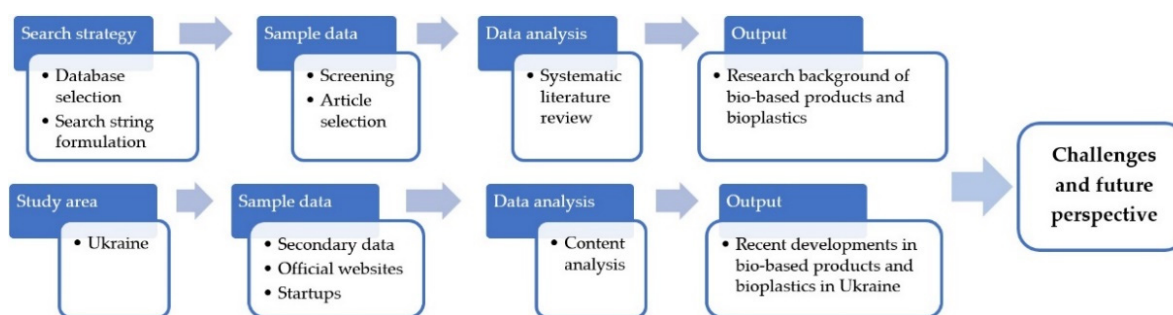 Search strategy
• Database
selection
• Search string
formulation
Sample data
• Screening
• Article
selection
Data analysis
• Systematic
literature
review
Output
• Research background of
bio-based products and
bioplastics
Study area
• Ukraine
Sample data
• Secondary data
• Official websites
• Startups
Data analysis
• Content
analysis
Output
• Recent developments in
bio-based products and
bioplastics in Ukraine
Challenges
and future
perspective